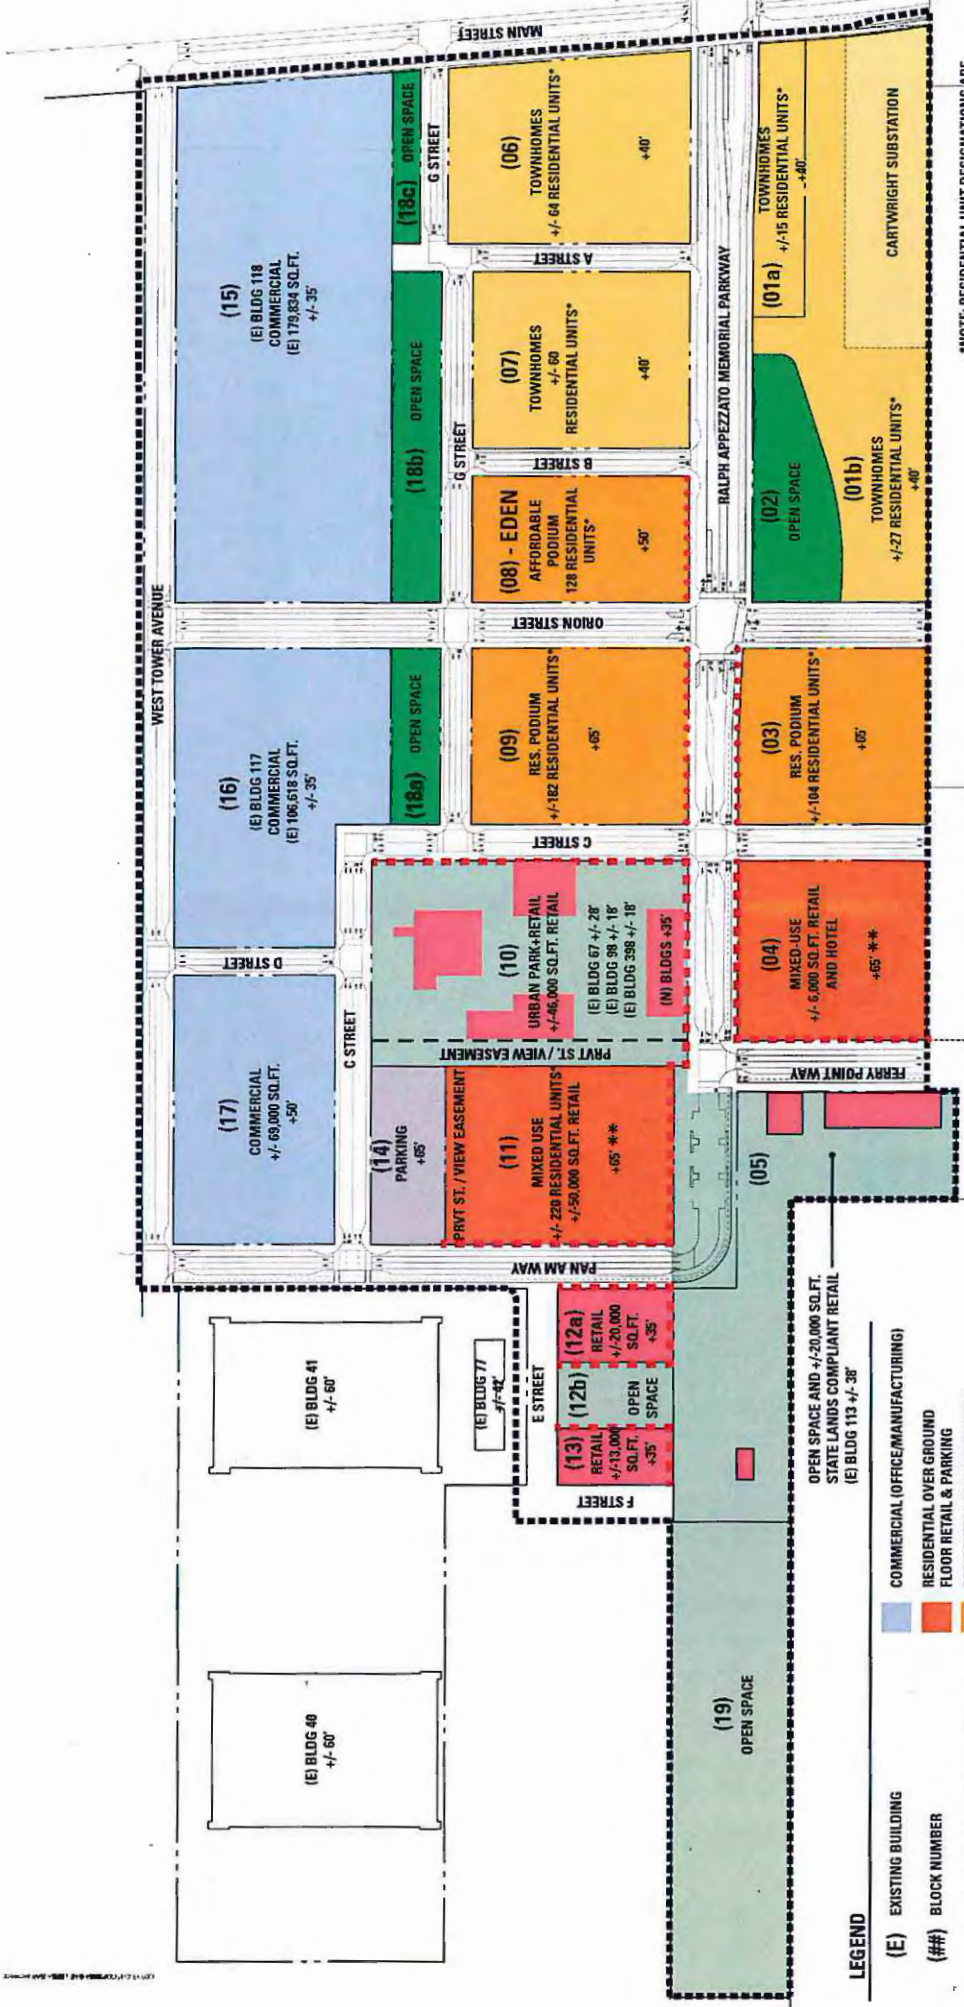 MAIN STREET
WEST TOWER AVENUE
(15)
(E) BLDG 118
COMMERCIAL
(E) 179,834 SQ.FT.
+/- 35'
(18c) OPEN SPACE
G STREET
(06)
TOWNHOMES
+/- 64 RESIDENTIAL UNITS*
+40'
A STREET
(18b) OPEN SPACE
G STREET
(07)
TOWNHOMES
+/- 60
RESIDENTIAL UNITS*
+40'
B STREET
(08) - EDEN
AFFORDABLE
PODIUM
128 RESIDENTIAL
UNITS*
+50'
ORION STREET
RALPH APPEZZATO MEMORIAL PARKWAY
TOWNHOMES
(01a) +/-15 RESIDENTIAL UNITS*
+40'
CARTWRIGHT SUBSTATION
(02)
OPEN SPACE
(01b)
TOWNHOMES
+/-27 RESIDENTIAL UNITS*
+40'
*NOTE: RESIDENTIAL UNIT DESIGNATIONS ARE
(16)
(E) BLDG 117
COMMERCIAL
(E) 106,618 SQ.FT.
+/- 35'
(18a) OPEN SPACE
(09)
RES. PODIUM
+/-182 RESIDENTIAL UNITS*
+65'
(03)
RES. PODIUM
+/-104 RESIDENTIAL UNITS*
+65'
C STREET
D STREET
(10)
URBAN PARK+RETAIL
+/-46,000 SQ.FT. RETAIL
(E) BLDG 67 +/- 28'
(E) BLDG 98 +/- 18'
(E) BLDG 398 +/- 18'
(N) BLDGS +35'
(04)
MIXED-USE
+/- 6,000 SQ.FT. RETAIL
AND HOTEL
+65' **
PRVT ST. / VIEW EASEMENT
FERRY POINT WAY
(17)
COMMERCIAL
+/- 69,000 SQ.FT.
+50'
C STREET
(14)
PARKING
+65'
PRVT ST. / VIEW EASEMENT
(11)
MIXED USE
+/- 220 RESIDENTIAL UNITS*
+/-50,000 SQ.FT. RETAIL
+65' **
(05)
PAN AM WAY
(E) BLDG 41
+/- 60'
(E) BLDG 77
+/-42'
E STREET
(12a)
RETAIL
+/-20,000
SQ.FT.
+35'
(12b)
OPEN
SPACE
(13)
RETAIL
+/-13,000
SQ.FT.
+35'
F STREET
OPEN SPACE AND +/-20,000 SQ.FT.
STATE LANDS COMPLIANT RETAIL
(E) BLDG 113 +/- 38'
(E) BLDG 40
+/- 60'
(19)
OPEN SPACE
LEGEND
(E) EXISTING BUILDING
(##) BLOCK NUMBER
COMMERCIAL (OFFICE/MANUFACTURING)
RESIDENTIAL OVER GROUND
FLOOR RETAIL & PARKING